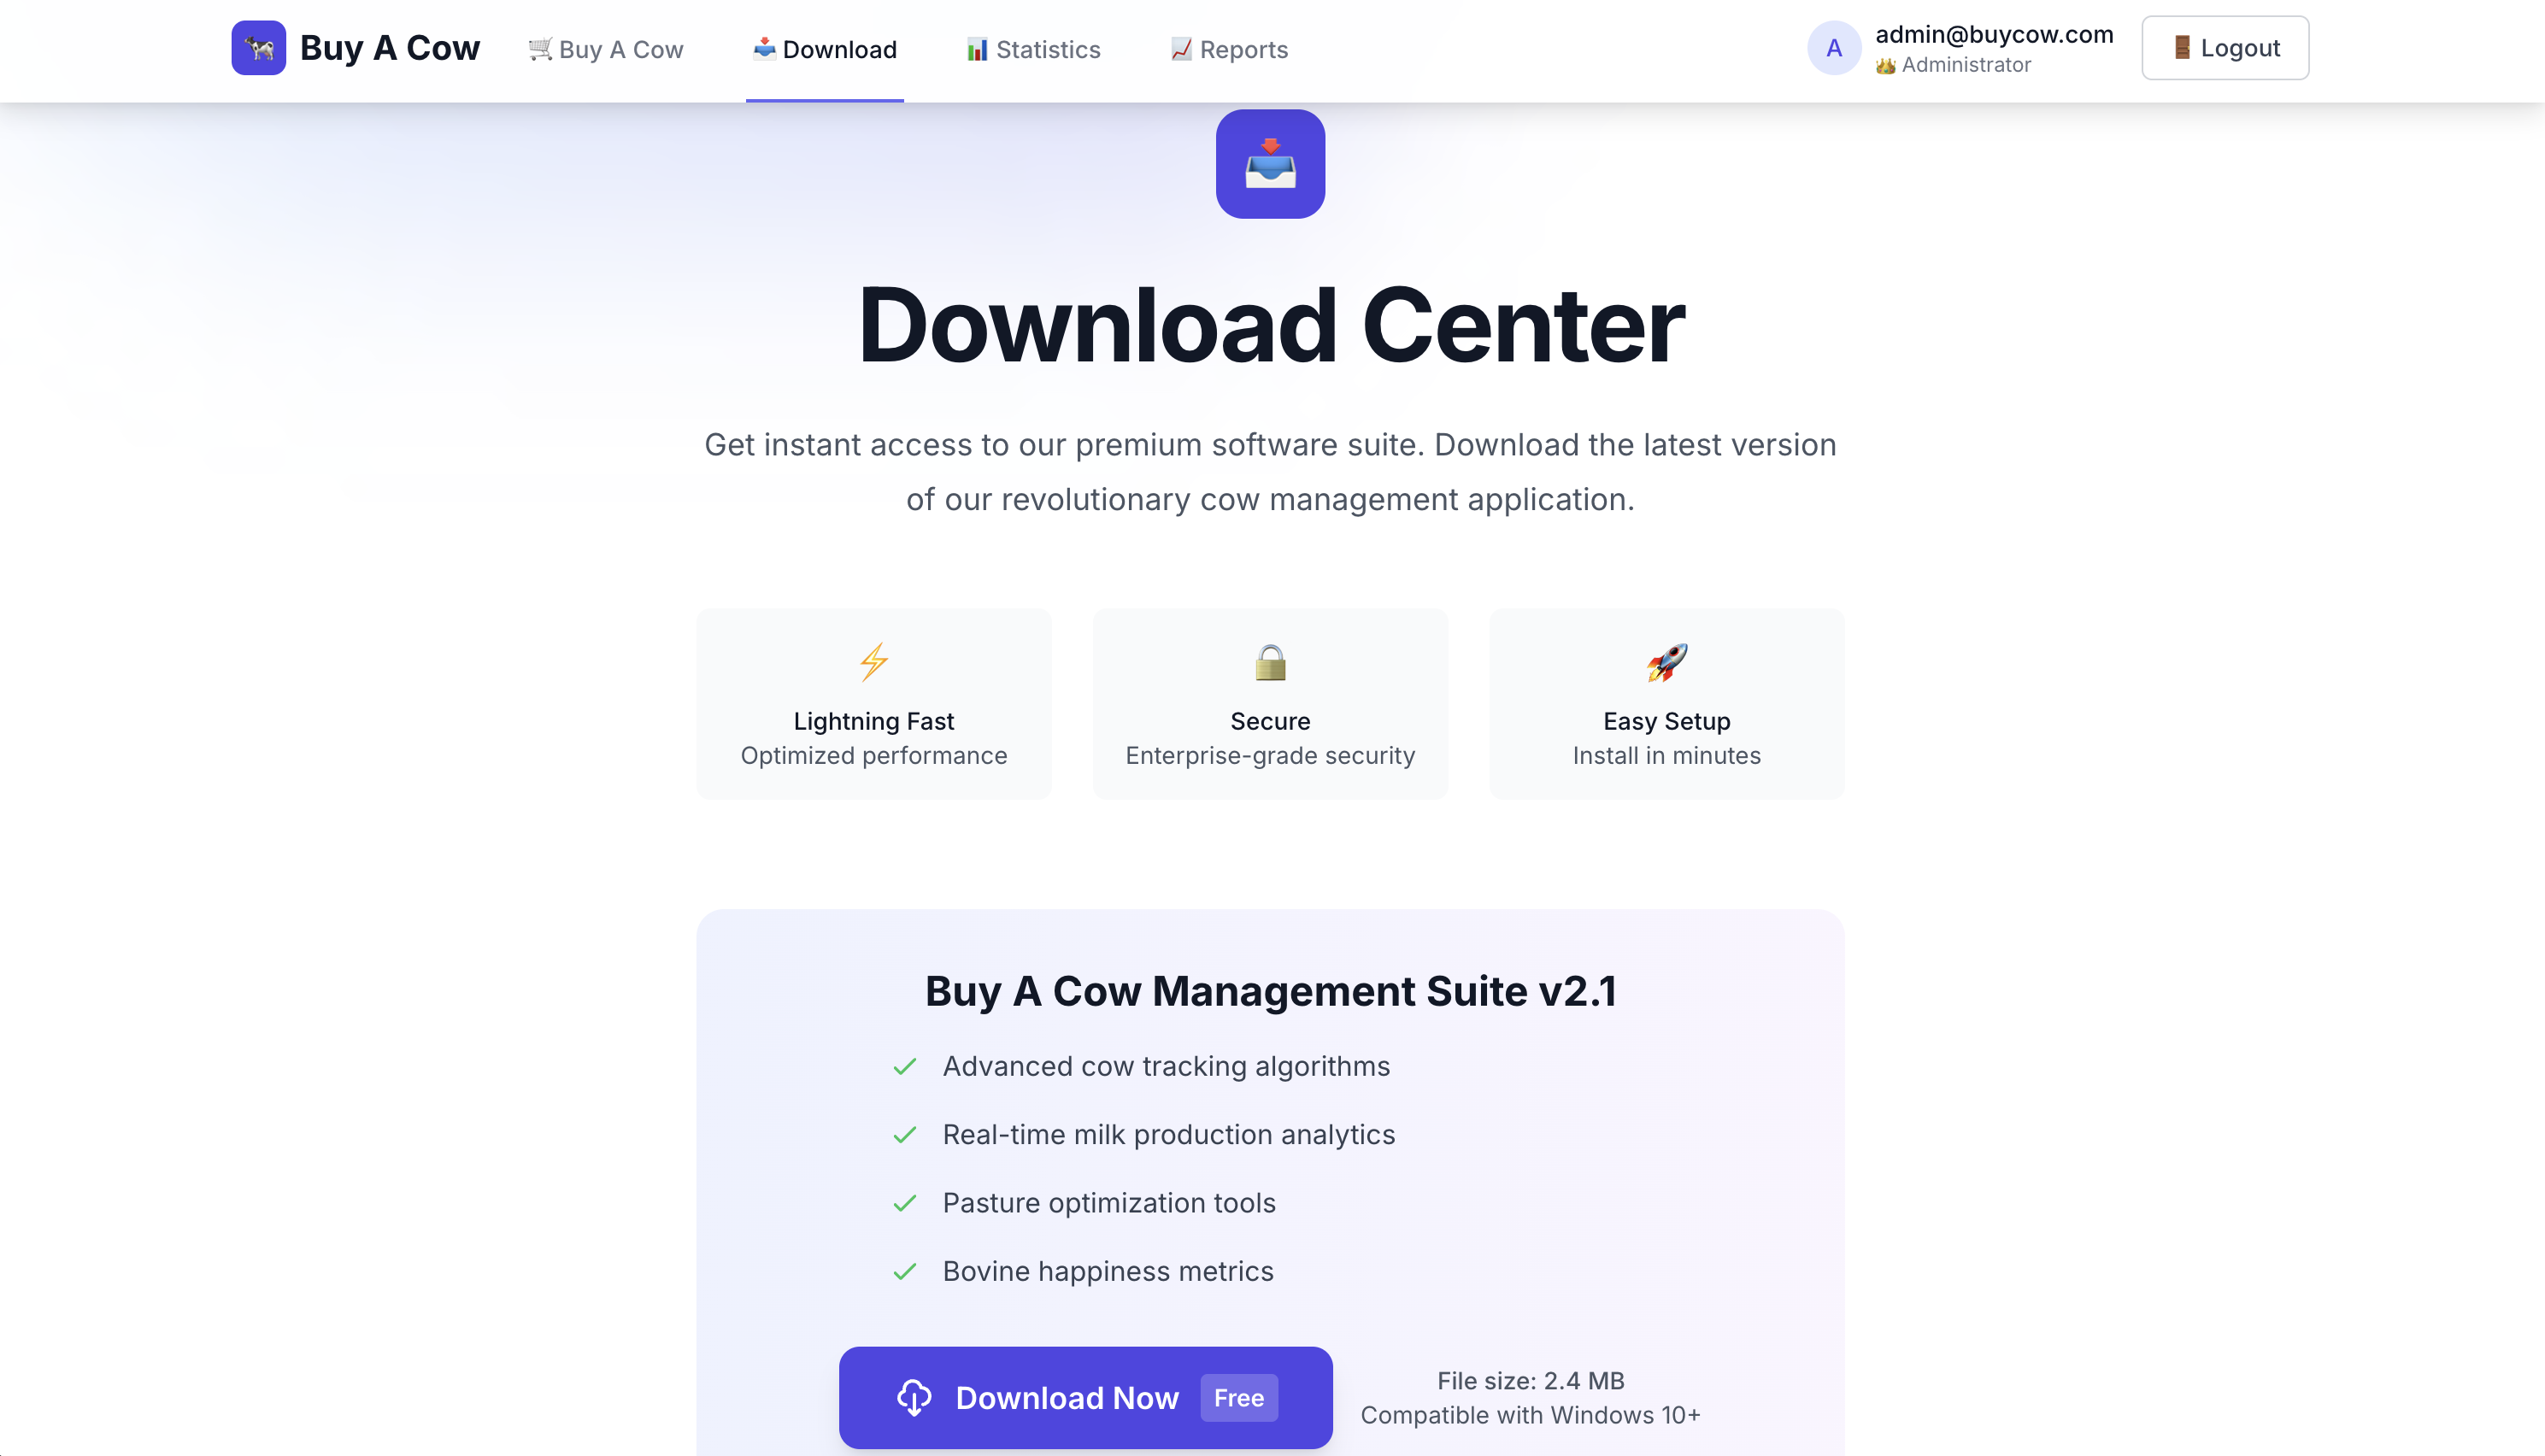 Buy A Cow
Buy A Cow
Download
Statistics
Reports
A
admin@buycow.com
Administrator
Logout
Download Center
Get instant access to our premium software suite. Download the latest version
of our revolutionary cow management application.
Lightning Fast
Optimized performance
Secure
Enterprise-grade security
Easy Setup
Install in minutes
Buy A Cow Management Suite v2.1
Advanced cow tracking algorithms
Real-time milk production analytics
Pasture optimization tools
Bovine happiness metrics
Download Now Free
File size: 2.4 MB
Compatible with Windows 10+